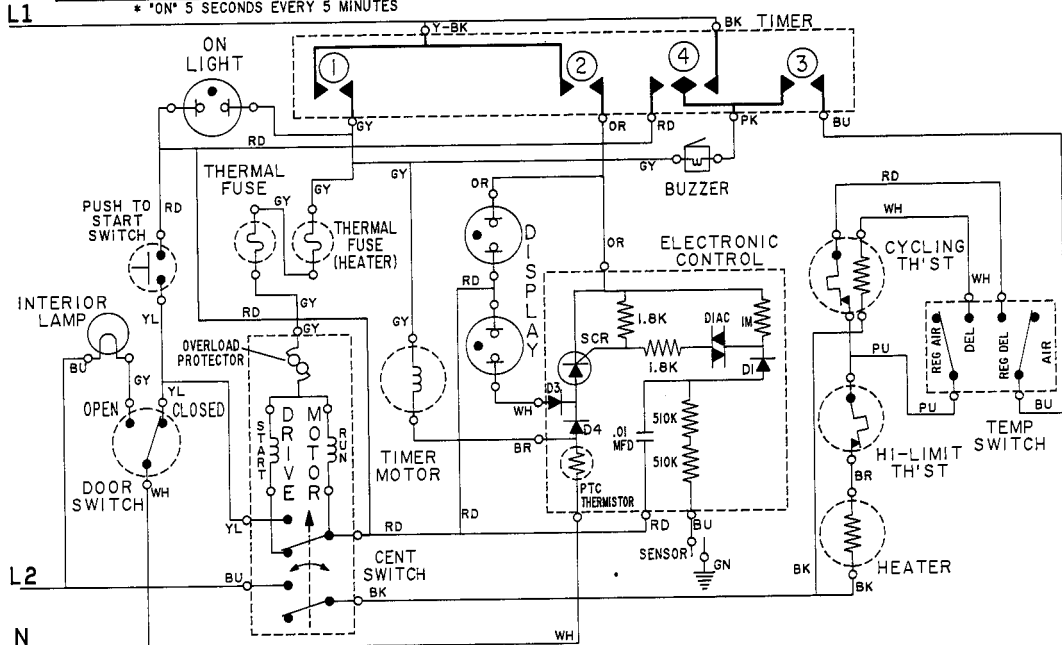 * "ON" 5 SECONDS EVERY 5 MINUTES
L1
Y-BK
BK
TIMER
ON
LIGHT
1
2
4
3
GY
OR
RD
PK
BU
RD
GY
BUZZER
THERMAL
FUSE
GY
GY
GY
OR
RD
WH
PUSH TO
START
SWITCH
RD
THERMAL
FUSE
(HEATER)
DISPLAY
OR
ELECTRONIC
CONTROL
CYCLING
TH'ST
INTERIOR
LAMP
YL
RD
GY
GY
RD
1.8K
DIAC
1M
WH
RD
BU
GY
YL
OVERLOAD
PROTECTOR
GY
SCR
1.8K
D1
PU
REG AIR
DEL
REG DEL
AIR
OPEN
CLOSED
DRIVE
MOTOR
START
RUN
WH
D3
D4
.01
MFD
510K
510K
PU
BU
TEMP
SWITCH
DOOR
SWITCH
WH
TIMER
MOTOR
BR
PTC
THERMISTOR
HI-LIMIT
TH'ST
BR
YL
RD
RD
RD
BU
SENSOR
GN
CENT
SWITCH
HEATER
L2
BU
BK
BK
BK
N
WH